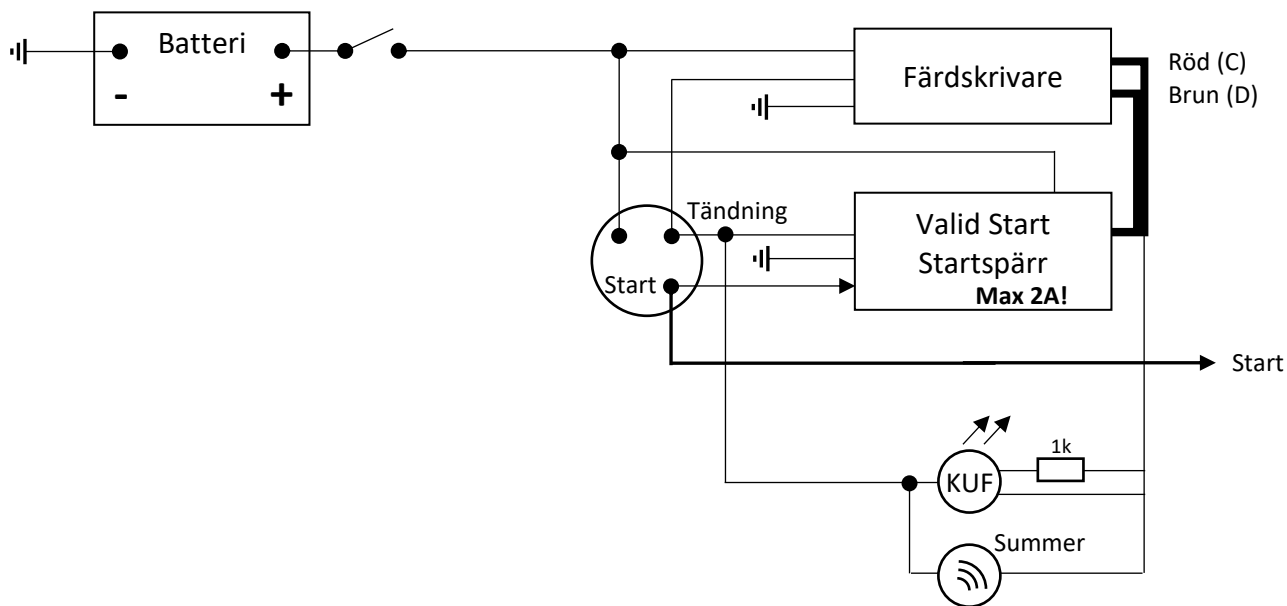 Batteri
- +
Färdskrivare
Röd (C)
Brun (D)
Tändning
Start
Valid Start
Startspärr
Max 2A!
Start
1k
KUF
Summer